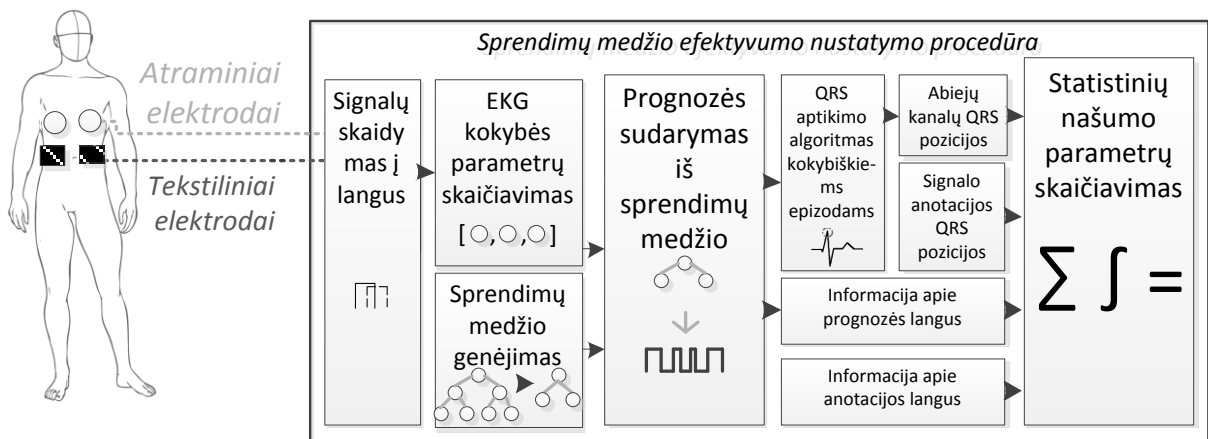 Sprendimų medžio efektyvumo nustatymo procedūra
Atraminiai
elektrodai
Tekstiliniai
elektrodai
Signalų
skaidy
mas į
langus
EKG
kokybės
parametrų
skaičiavimas
[ , , ]
Sprendimų
medžio
genėjimas
Prognozės
sudarymas
iš
sprendimų
medžio
QRS
aptikimo
algoritmas
kokybiškie-
ms
epizodams
Abiejų
kanalų QRS
pozicijos
Signalo
anotacijos
QRS
pozicijos
Informacija apie
prognozės langus
Informacija apie
anotacijos langus
Statistinių
našumo
parametrų
skaičiavimas
∑ ∫ =